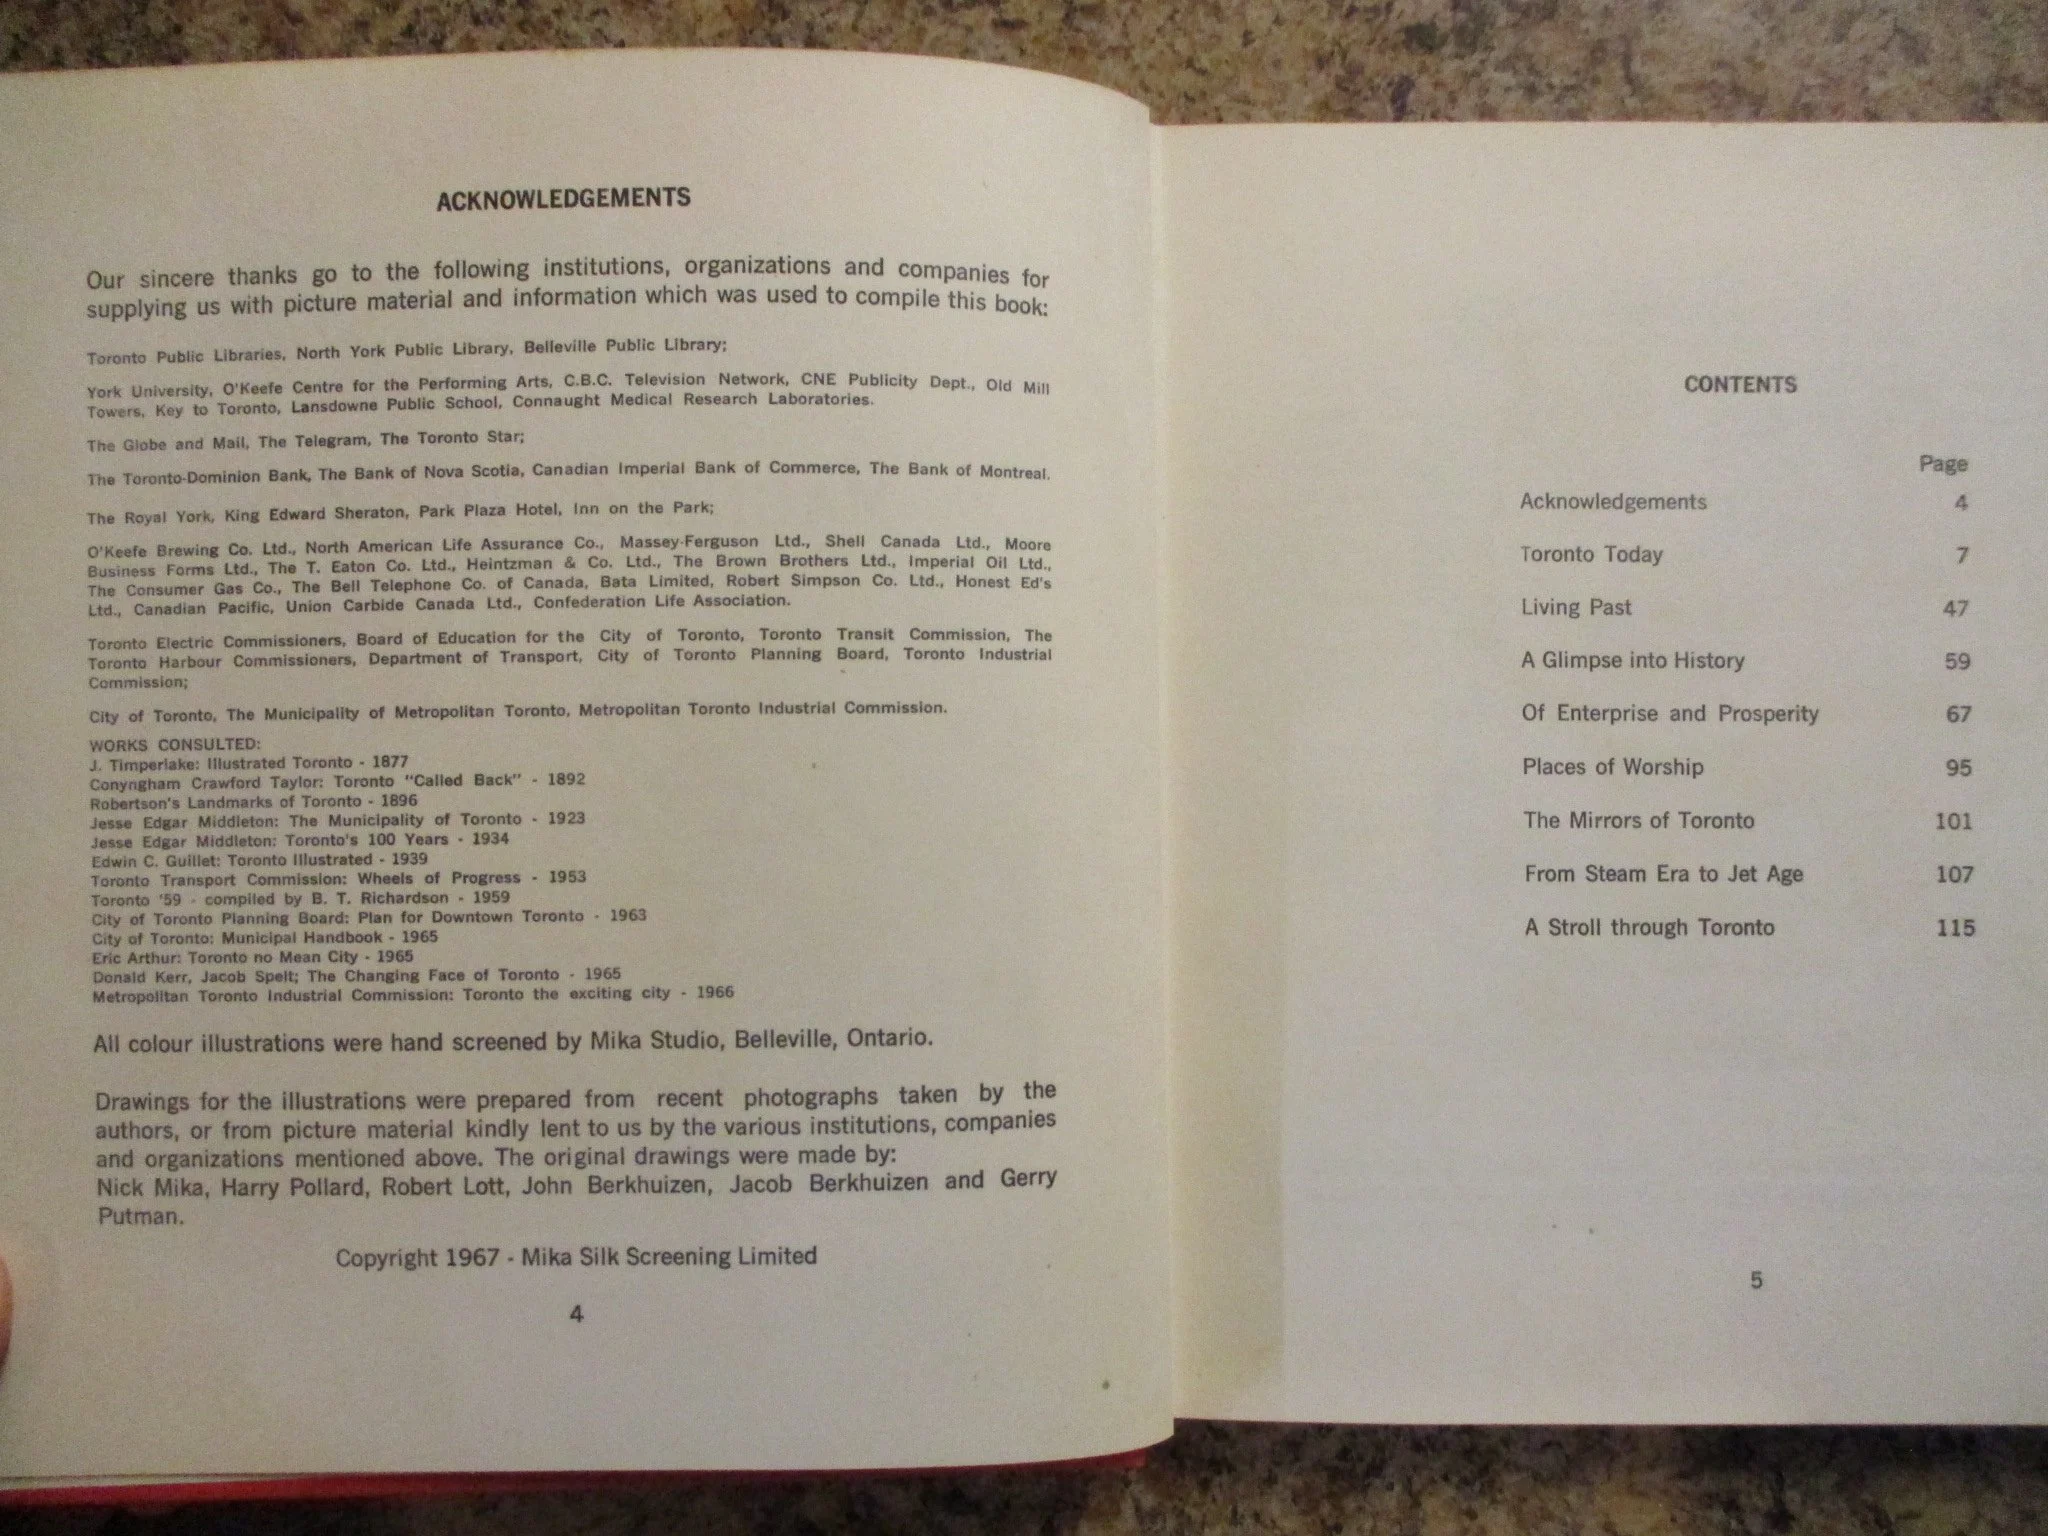 ACKNOWLEDGEMENTS
Our sincere thanks go to the following institutions, organizations and companies for
supplying us with picture material and information which was used to compile this book:
Toronto Public Libraries, North York Public Library, Belleville Public Library;
York University, O'Keefe Centre for the Performing Arts, C.B.C. Television Network, CNE Publicity Dept., Old Mill
Towers, Key to Toronto, Lansdowne Public School, Connaught Medical Research Laboratories.
The Globe and Mail, The Telegram, The Toronto Star;
The Toronto-Dominion Bank, The Bank of Nova Scotia, Canadian Imperial Bank of Commerce, The Bank of Montreal.
The Royal York, King Edward Sheraton, Park Plaza Hotel, Inn on the Park;
O'Keefe Brewing Co. Ltd., North American Life Assurance Co., Massey-Ferguson Ltd., Shell Canada Ltd., Moore
Business Forms Ltd., The T. Eaton Co. Ltd., Heintzman & Co. Ltd., The Brown Brothers Ltd., Imperial Oil Ltd.,
The Consumer Gas Co., The Bell Telephone Co. of Canada, Bata Limited, Robert Simpson Co. Ltd., Honest Ed's
Ltd., Canadian Pacific, Union Carbide Canada Ltd., Confederation Life Association.
Toronto Electric Commissioners, Board of Education for the City of Toronto, Toronto Transit Commission, The
Toronto Harbour Commissioners, Department of Transport, City of Toronto Planning Board, Toronto Industrial
Commission;
City of Toronto, The Municipality of Metropolitan Toronto, Metropolitan Toronto Industrial Commission.
WORKS CONSULTED:
J. Timperlake: Illustrated Toronto - 1877
Conyngham Crawford Taylor: Toronto "Called Back" - 1892
Robertson's Landmarks of Toronto - 1896
Jesse Edgar Middleton: The Municipality of Toronto - 1923
Jesse Edgar Middleton: Toronto's 100 Years - 1934
Edwin C. Guillet: Toronto Illustrated - 1939
Toronto Transport Commission: Wheels of Progress - 1953
Toronto '59 - compiled by B. T. Richardson - 1959
City of Toronto Planning Board: Plan for Downtown Toronto - 1963
City of Toronto: Municipal Handbook - 1965
Eric Arthur: Toronto no Mean City - 1965
Donald Kerr, Jacob Spelt; The Changing Face of Toronto - 1965
Metropolitan Toronto Industrial Commission: Toronto the exciting city - 1966
All colour illustrations were hand screened by Mika Studio, Belleville, Ontario.
Drawings for the illustrations were prepared from recent photographs taken by the
authors, or from picture material kindly lent to us by the various institutions, companies
and organizations mentioned above. The original drawings were made by:
Nick Mika, Harry Pollard, Robert Lott, John Berkhuizen, Jacob Berkhuizen and Gerry
Putman.
Copyright 1967 - Mika Silk Screening Limited
4
CONTENTS
Page
Acknowledgements 4
Toronto Today 7
Living Past 47
A Glimpse into History 59
Of Enterprise and Prosperity 67
Places of Worship 95
The Mirrors of Toronto 101
From Steam Era to Jet Age 107
A Stroll through Toronto 115
5